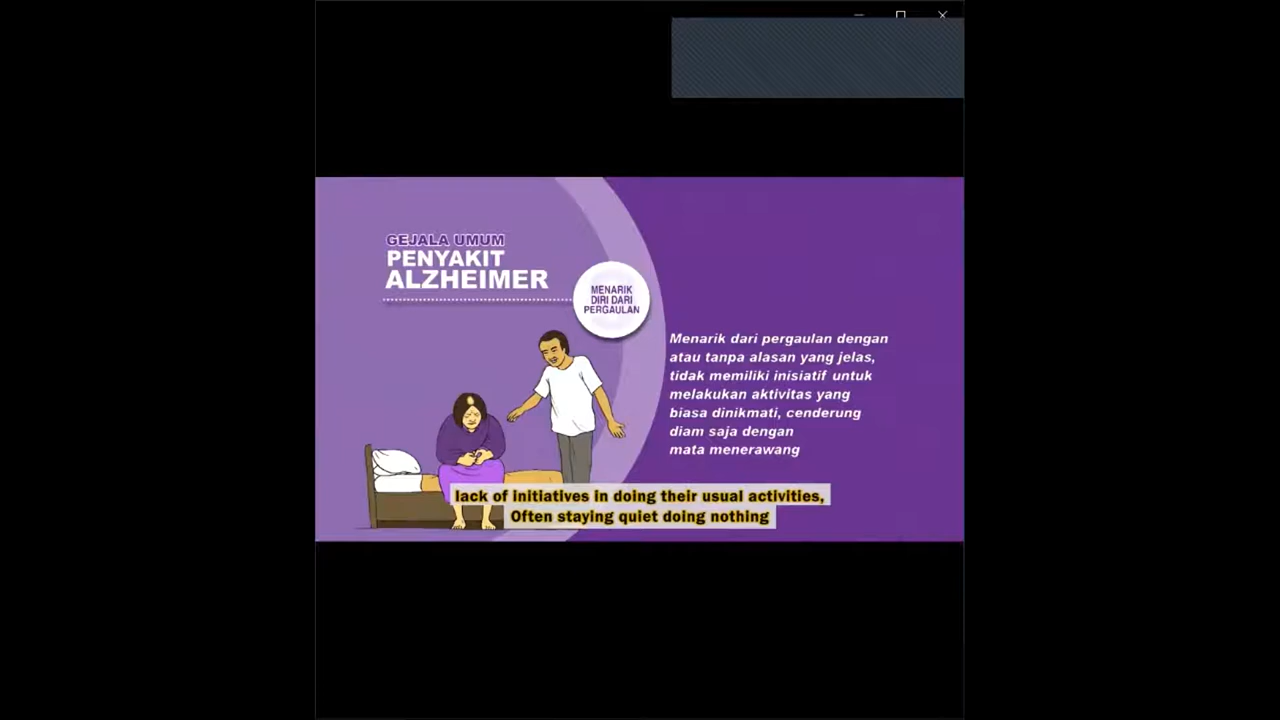 GEJALA UMUM
PENYAKIT
ALZHEIMER
MENARIK
DIRI DARI
PERGAULAN
Menarik dari pergaulan dengan
atau tanpa alasan yang jelas,
tidak memiliki inisiatif untuk
melakukan aktivitas yang
biasa dinikmati, cenderung
diam saja dengan
mata menerawang
lack of initiatives in doing their usual activities,
Often staying quiet doing nothing